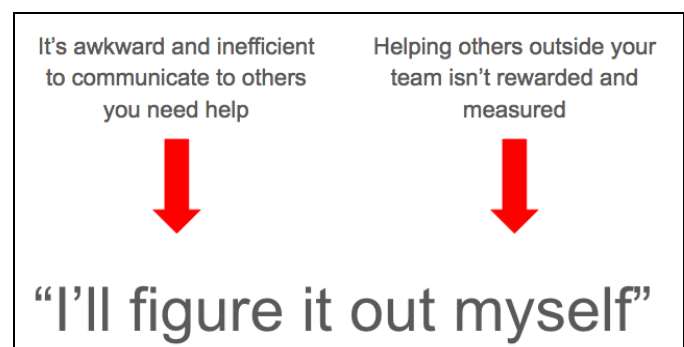 It’s awkward and inefficient
to communicate to others
you need help
Helping others outside your
team isn’t rewarded and
measured
“I’ll figure it out myself”